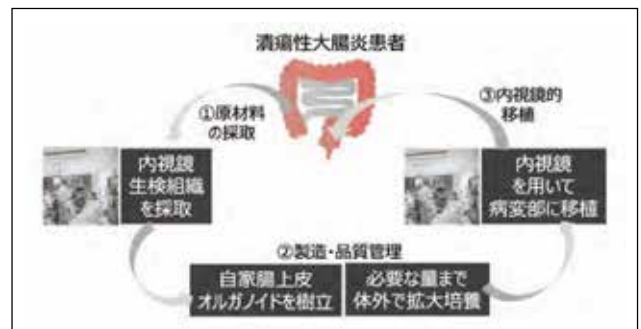 潰瘍性大腸炎患者
①原材料
の採取
③内視鏡的
移植
内視鏡
生検組織
を採取
内視鏡
を用いて
病変部に移植
②製造・品質管理
自家腸上皮
オルガノイドを樹立
必要な量まで
体外で拡大培養